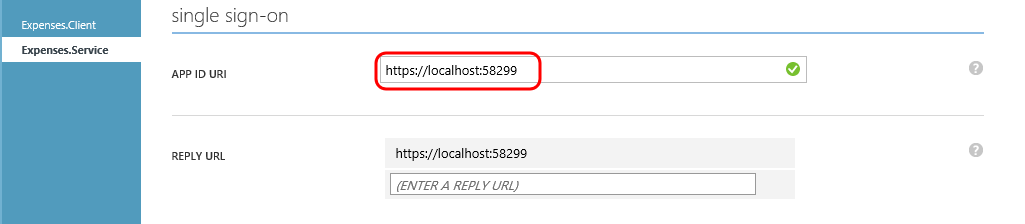 single sign-on
Expenses.Client
Expenses.Service
APP ID URI
https://localhost:58299
?
REPLY URL
https://localhost:58299
?
(ENTER A REPLY URL)